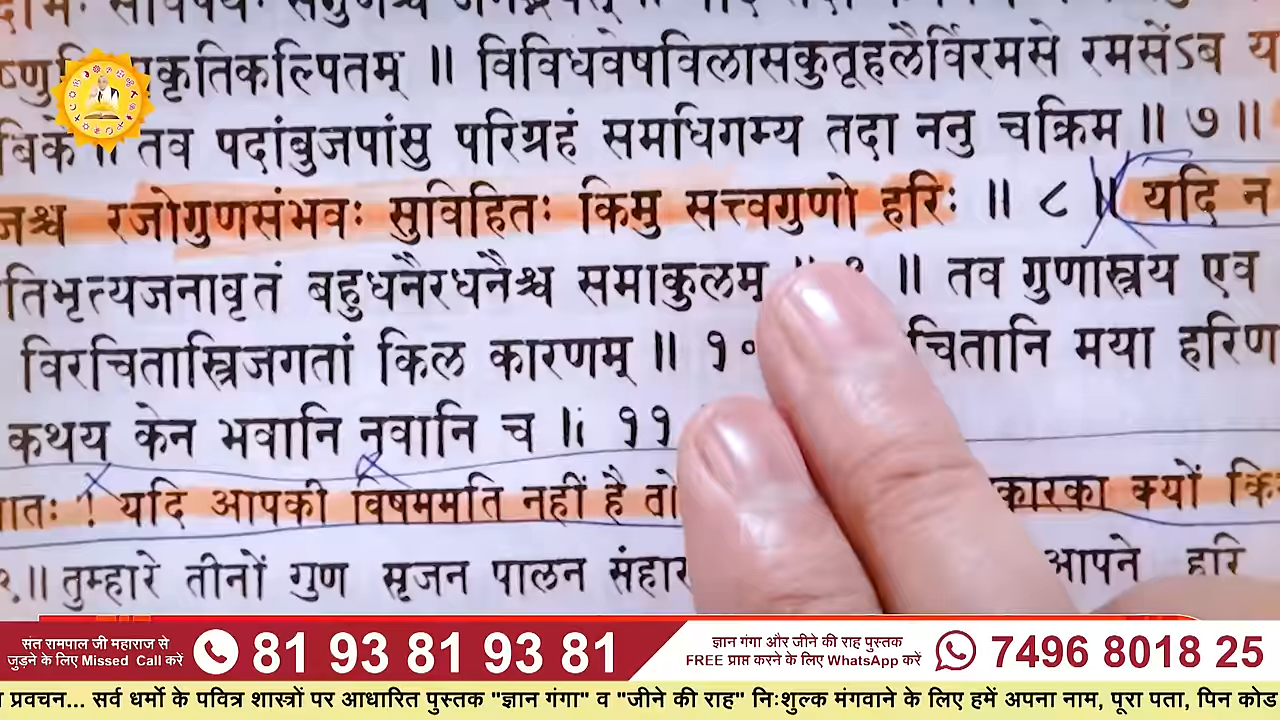 कृतिकल्पितम् ॥ विविधवेषविलासकुतूहलैर्विरमसे रमसेंऽब
तव पदांबुजपांसु परिग्रहं समधिगम्य तदा ननु चक्रिम ॥ ७ ॥
जश्च रजोगुणसंभवः सुविहितः किमु सत्त्वगुणो हरिः ॥ ८ ॥ यदि न
तिभृत्यजनावृतं बहुधनैरधनैश्च समाकुलम् ॥ तव गुणास्त्रय एव
विरचितास्त्रिजगतां किल कारणम् ॥ १० चितानि मया हरिण
कथय केन भवानि नवानि च ॥ ११
ातः ! यदि आपकी विषममति नहीं है तो कारका क्यों
॥ तुम्हारे तीनों गुण सृजन पालन संहार आपने हरि
संत रामपाल जी महाराज से जुड़ने के लिए Missed Call करें 81 93 81 93 81
ज्ञान गंगा और जीने की राह पुस्तक FREE प्राप्त करने के लिए WhatsApp करें 7496 8018 25
प्रवचन... सर्व धर्मो के पवित्र शास्त्रों पर आधारित पुस्तक "ज्ञान गंगा" व "जीने की राह" निःशुल्क मंगवाने के लिए हमें अपना नाम, पूरा पता, पिन कोड